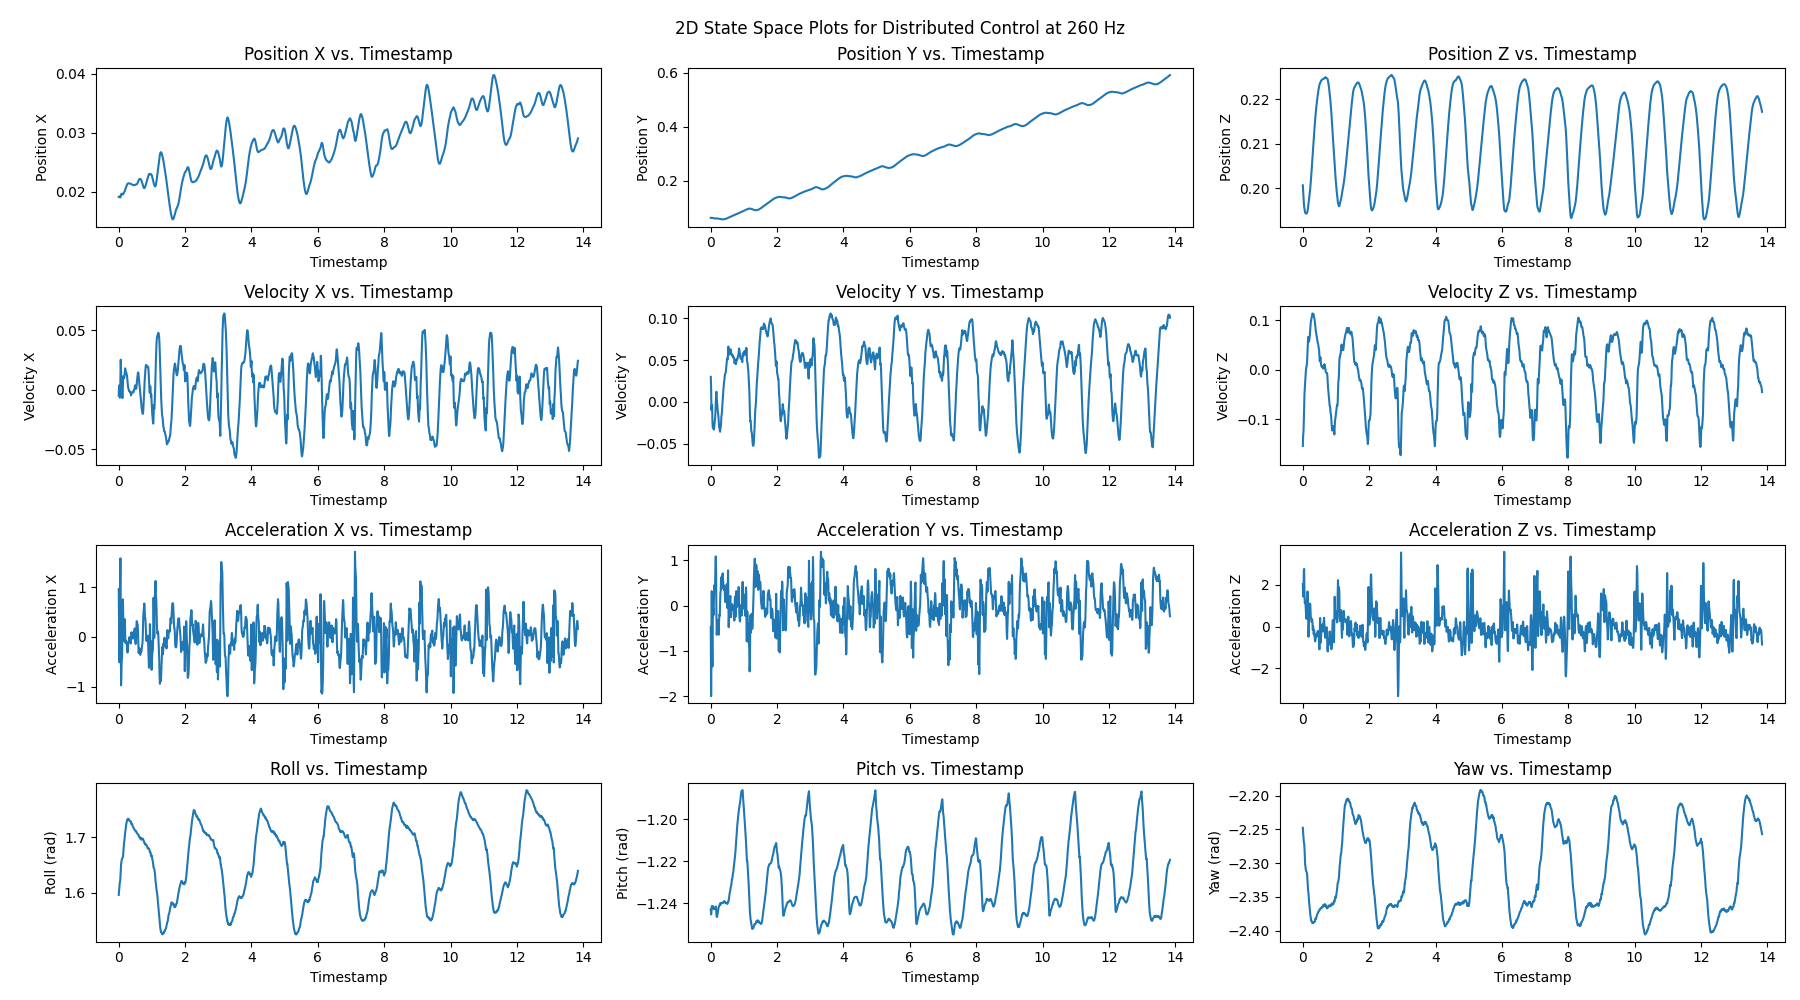 2D State Space Plots for Distributed Control at 260 Hz
Position X vs. Timestamp
Position X
0.04
0.03
0.02
0 2 4 6 8 10 12 14
Timestamp
Position Y vs. Timestamp
Position Y
0.6
0.4
0.2
0 2 4 6 8 10 12 14
Timestamp
Position Z vs. Timestamp
Position Z
0.22
0.21
0.20
0 2 4 6 8 10 12 14
Timestamp
Velocity X vs. Timestamp
Velocity X
0.05
0.00
−0.05
0 2 4 6 8 10 12 14
Timestamp
Velocity Y vs. Timestamp
Velocity Y
0.10
0.05
0.00
−0.05
0 2 4 6 8 10 12 14
Timestamp
Velocity Z vs. Timestamp
Velocity Z
0.1
0.0
−0.1
0 2 4 6 8 10 12 14
Timestamp
Acceleration X vs. Timestamp
Acceleration X
1
0
−1
0 2 4 6 8 10 12 14
Timestamp
Acceleration Y vs. Timestamp
Acceleration Y
1
0
−1
−2
0 2 4 6 8 10 12 14
Timestamp
Acceleration Z vs. Timestamp
Acceleration Z
2
0
−2
0 2 4 6 8 10 12 14
Timestamp
Roll vs. Timestamp
Roll (rad)
1.7
1.6
0 2 4 6 8 10 12 14
Timestamp
Pitch vs. Timestamp
Pitch (rad)
−1.20
−1.22
−1.24
0 2 4 6 8 10 12 14
Timestamp
Yaw vs. Timestamp
Yaw (rad)
−2.20
−2.25
−2.30
−2.35
−2.40
0 2 4 6 8 10 12 14
Timestamp